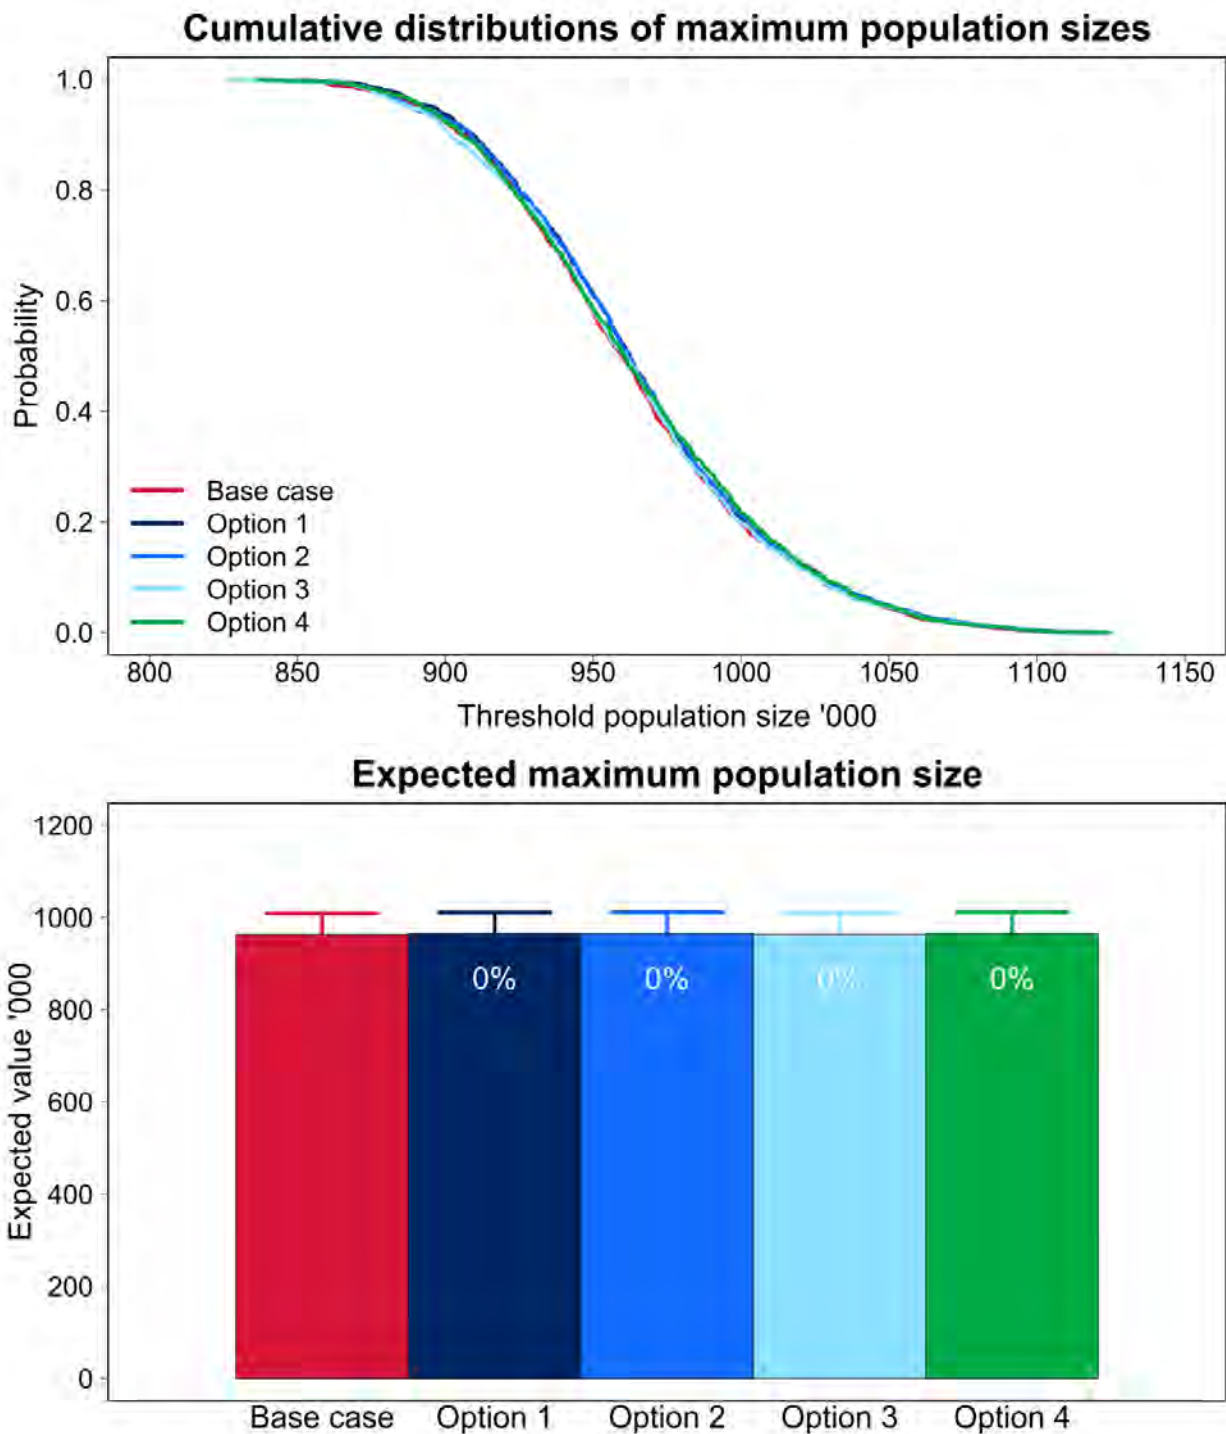 Cumulative distributions of maximum population sizes
1.0
0.8
0.6
0.4
0.2
0.0
Probability
Base case
Option 1
Option 2
Option 3
Option 4
800 850 900 950 1000 1050 1100 1150
Threshold population size '000
Expected maximum population size
1200
1000
800
600
400
200
0
Expected value '000
0% 0% 0% 0%
Base case Option 1 Option 2 Option 3 Option 4